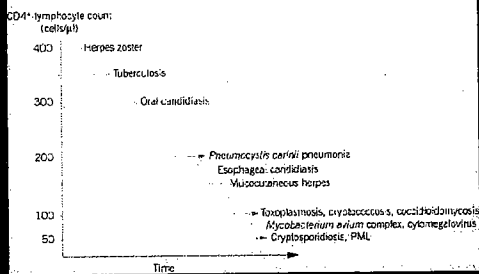 CD4+-lymphocyte count
(cells/µl)
400 Herpes zoster
Tuberculosis
300 Oral candidiasis
200 Pneumocystis carinii pneumonia
Esophageal candidiasis
Mucocutaneous herpes
100 Toxoplasmosis, cryptococcosis, coccidioidomycosis
Mycobacterium avium complex, cytomegalovirus
50 Cryptosporidiosis, PML
Time